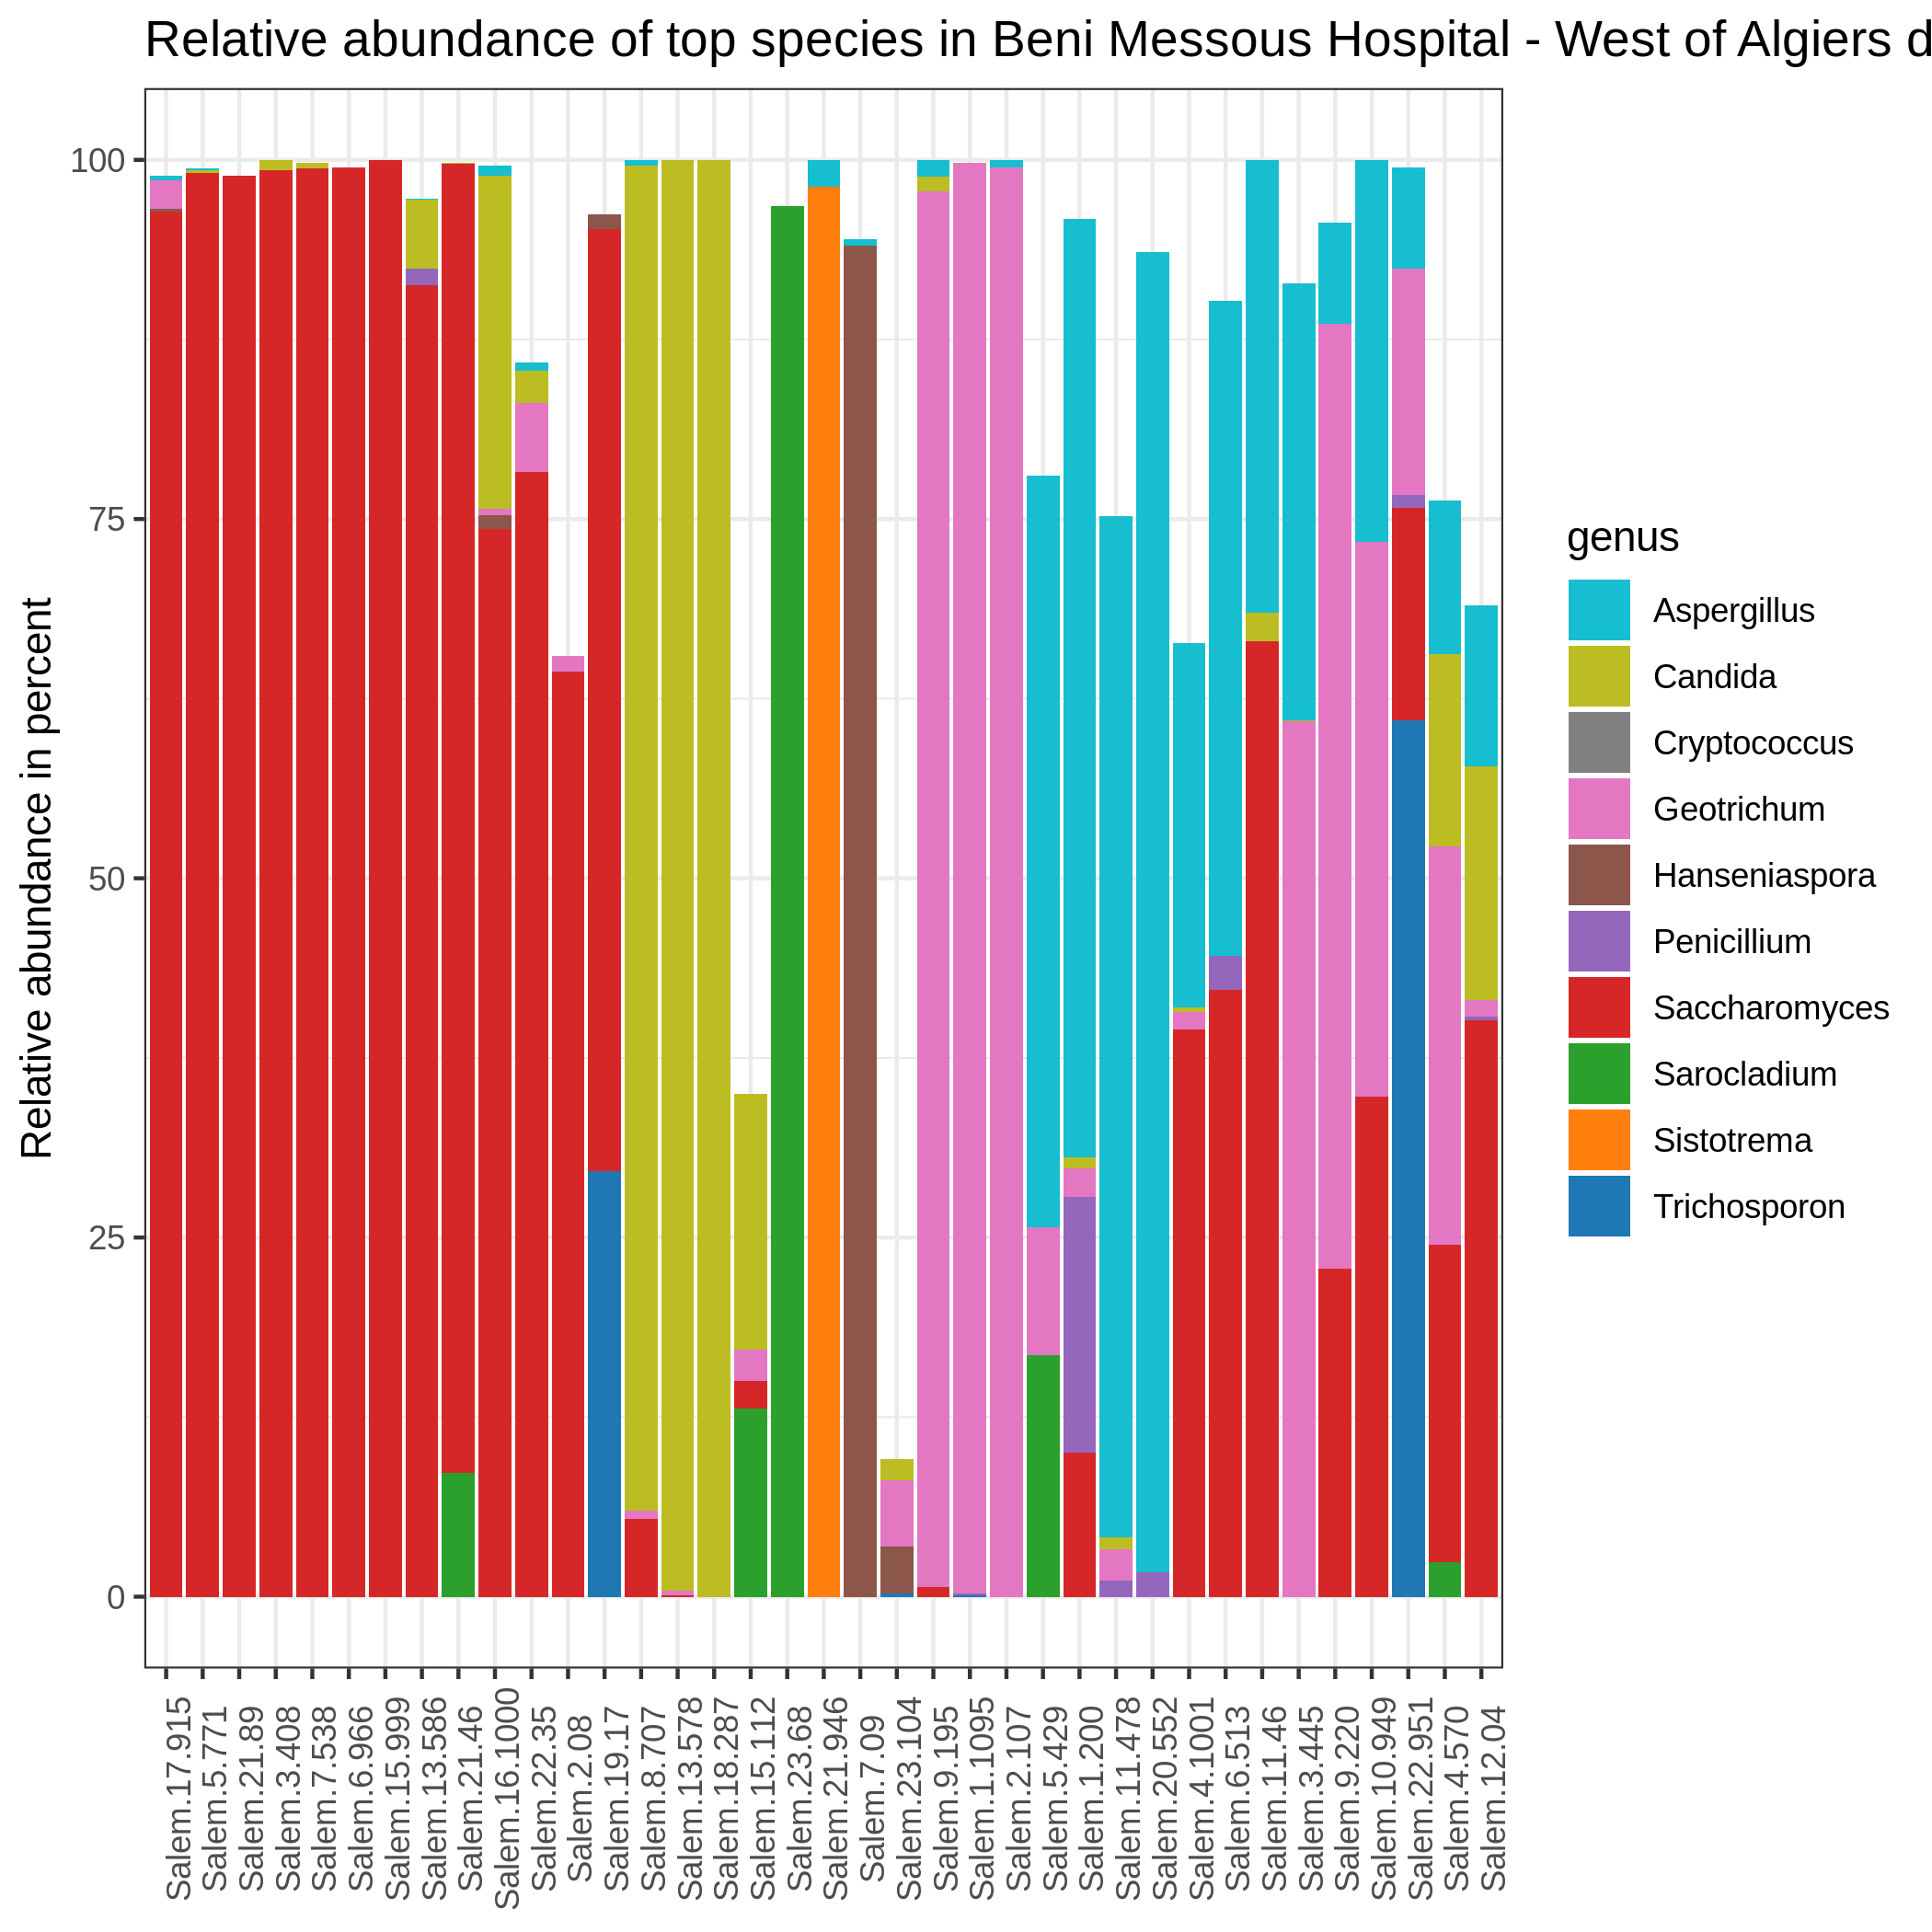 Relative abundance of top species in Beni Messous Hospital - West of Algiers d
Relative abundance in percent
100
75
50
25
0
Salem.17.915
Salem.5.771
Salem.21.89
Salem.3.408
Salem.7.538
Salem.6.966
Salem.15.999
Salem.13.586
Salem.21.46
Salem.16.1000
Salem.22.35
Salem.2.08
Salem.19.17
Salem.8.707
Salem.13.578
Salem.18.287
Salem.15.112
Salem.23.68
Salem.21.946
Salem.7.09
Salem.23.104
Salem.9.195
Salem.1.1095
Salem.2.107
Salem.5.429
Salem.1.200
Salem.11.478
Salem.20.552
Salem.4.1001
Salem.6.513
Salem.11.46
Salem.3.445
Salem.9.220
Salem.10.949
Salem.22.951
Salem.4.570
Salem.12.04
genus
Aspergillus
Candida
Cryptococcus
Geotrichum
Hanseniaspora
Penicillium
Saccharomyces
Sarocladium
Sistotrema
Trichosporon